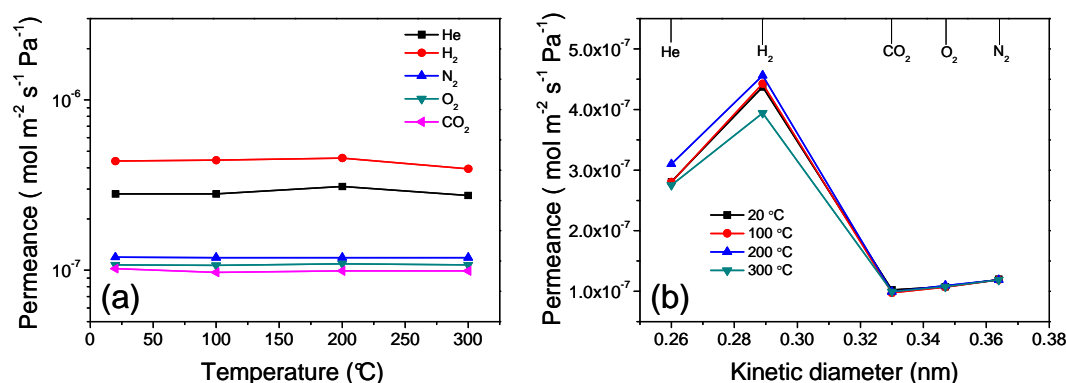 He
H₂
N₂
O₂
CO₂
10⁻⁶
10⁻⁷
Permeance ( mol m⁻² s⁻¹ Pa⁻¹)
(a)
0 50 100 150 200 250 300
Temperature (°C)
He H₂ CO₂ O₂ N₂
5.0x10⁻⁷
4.0x10⁻⁷
3.0x10⁻⁷
2.0x10⁻⁷
1.0x10⁻⁷
Permeance ( mol m⁻² s⁻¹ Pa⁻¹)
20 °C
100 °C
200 °C
300 °C
(b)
0.26 0.28 0.30 0.32 0.34 0.36 0.38
Kinetic diameter (nm)